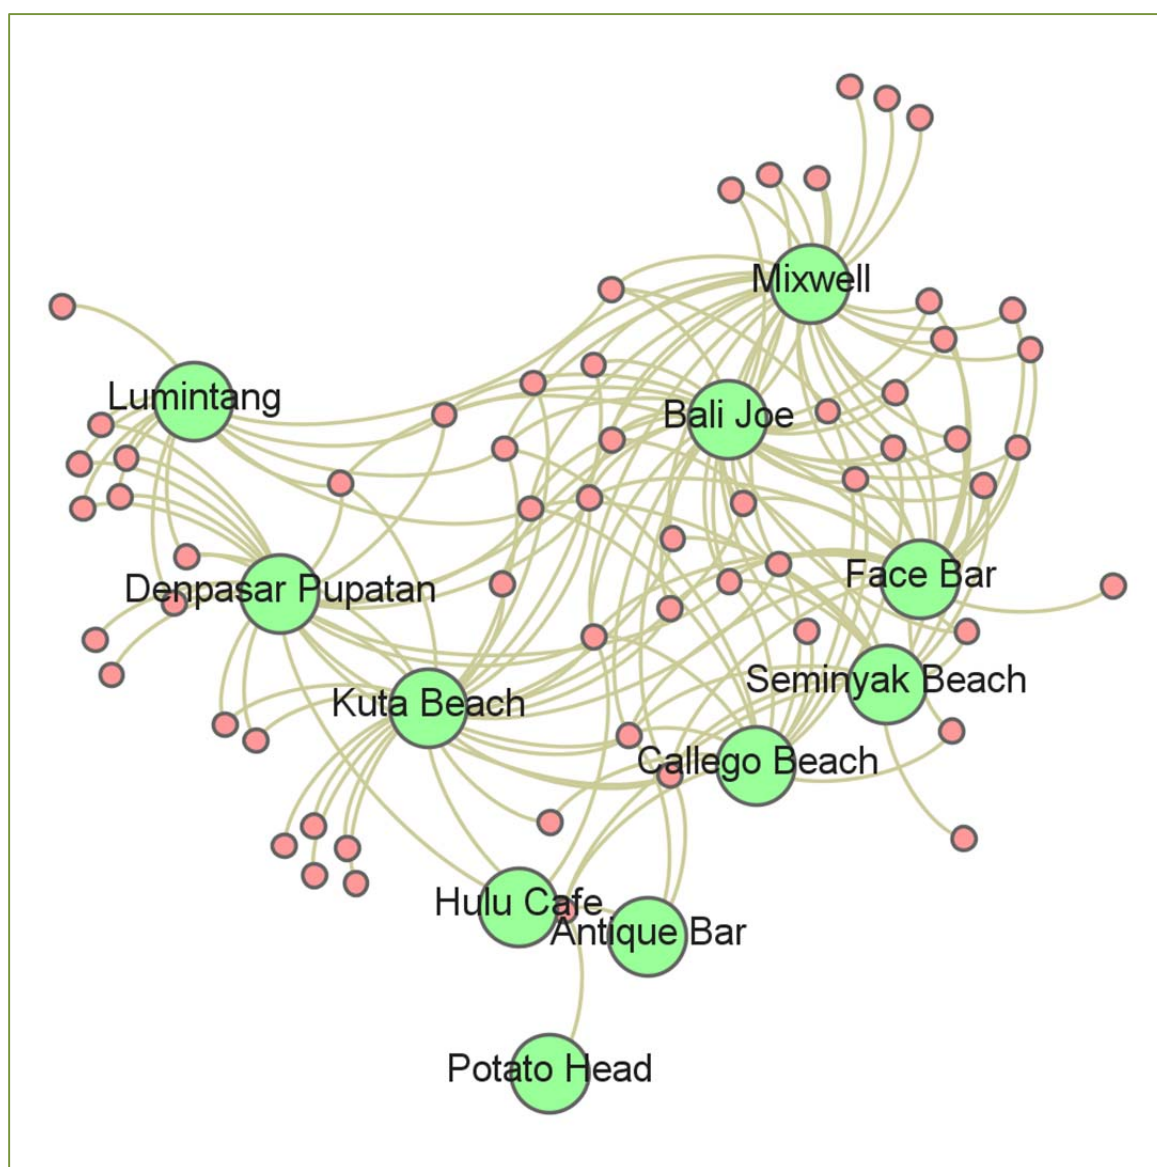 Mixwell
Lumintang
Bali Joe
Denpasar Pupatan
Face Bar
Seminyak Beach
Kuta Beach
Callego Beach
Hulu Cafe
Antique Bar
Potato Head